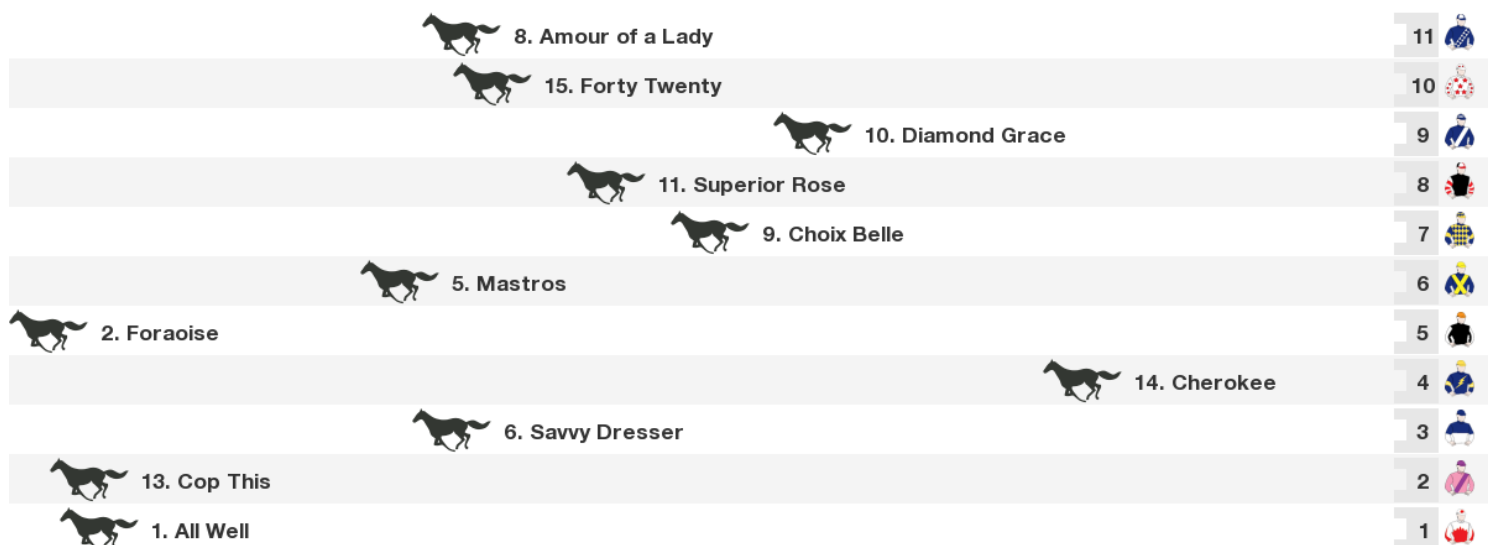 8. Amour of a Lady 11
15. Forty Twenty 10
10. Diamond Grace 9
11. Superior Rose 8
9. Choix Belle 7
5. Mastros 6
2. Foraoise 5
14. Cherokee 4
6. Savvy Dresser 3
13. Cop This 2
1. All Well 1